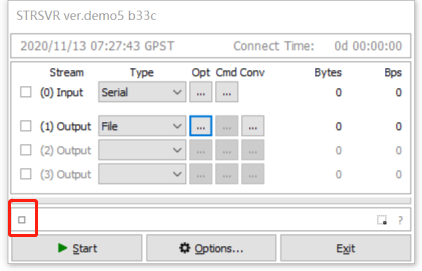 STRSVR ver.demo5 b33c
2020/11/13 07:27:43 GPST Connect Time: 0d 00:00:00
Stream Type Opt Cmd Conv Bytes Bps
(0) Input Serial ... ... 0 0
(1) Output File ... ... ... 0 0
(2) Output ... ... ... 0 0
(3) Output ... ... ... 0 0
?
Start Options... Exit